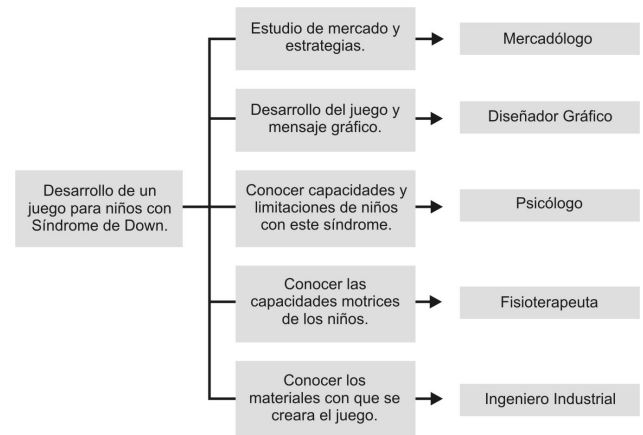 Estudio de mercado y
estrategias.
Mercadólogo
Desarrollo del juego y
mensaje gráfico.
Diseñador Gráfico
Desarrollo de un
juego para niños con
Síndrome de Down.
Conocer capacidades y
limitaciones de niños
con este síndrome.
Psicólogo
Conocer las
capacidades motrices
de los niños.
Fisioterapeuta
Conocer los
materiales con que se
creara el juego.
Ingeniero Industrial